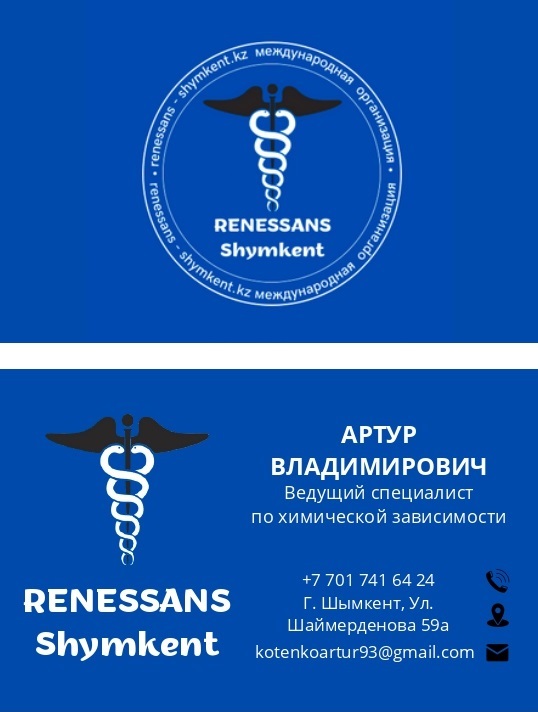 • renessans - shymkent.kz международная организация •
RENESSANS
Shymkent
renessans - shymkent.kz международная организация
RENESSANS
Shymkent
АРТУР
ВЛАДИМИРОВИЧ
Ведущий специалист
по химической зависимости
+7 701 741 64 24
Г. Шымкент, Ул.
Шаймерденова 59а
kotenkoartur93@gmail.com